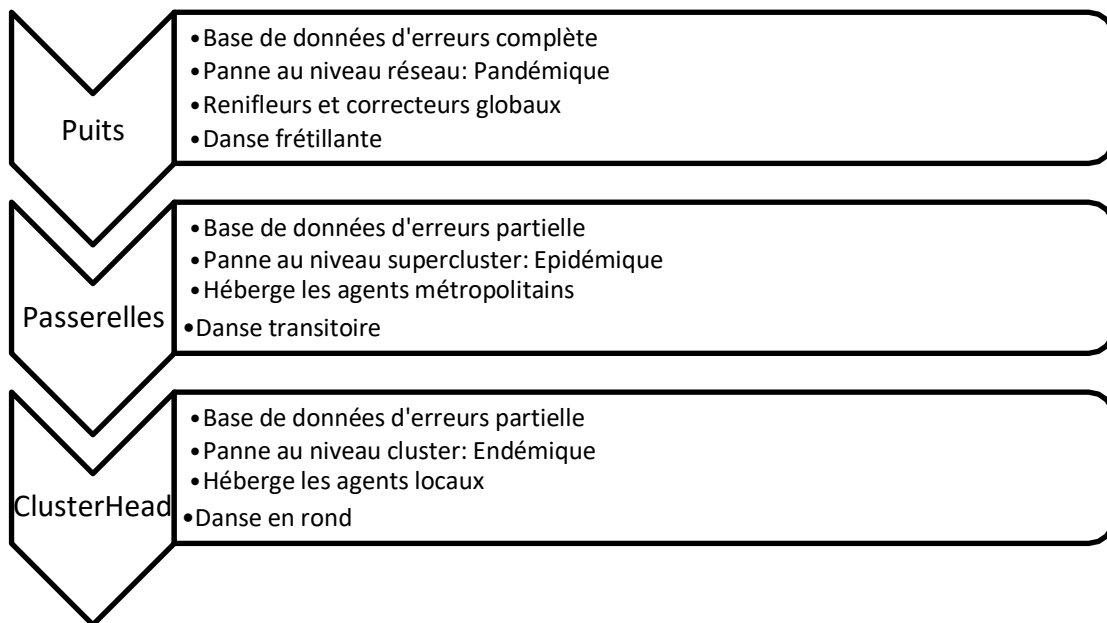 Puits
•Base de données d'erreurs complète
•Panne au niveau réseau: Pandémique
•Renifleurs et correcteurs globaux
•Danse frétillante
Passerelles
•Base de données d'erreurs partielle
•Panne au niveau supercluster: Epidémique
•Héberge les agents métropolitains
•Danse transitoire
ClusterHead
•Base de données d'erreurs partielle
•Panne au niveau cluster: Endémique
•Héberge les agents locaux
•Danse en rond